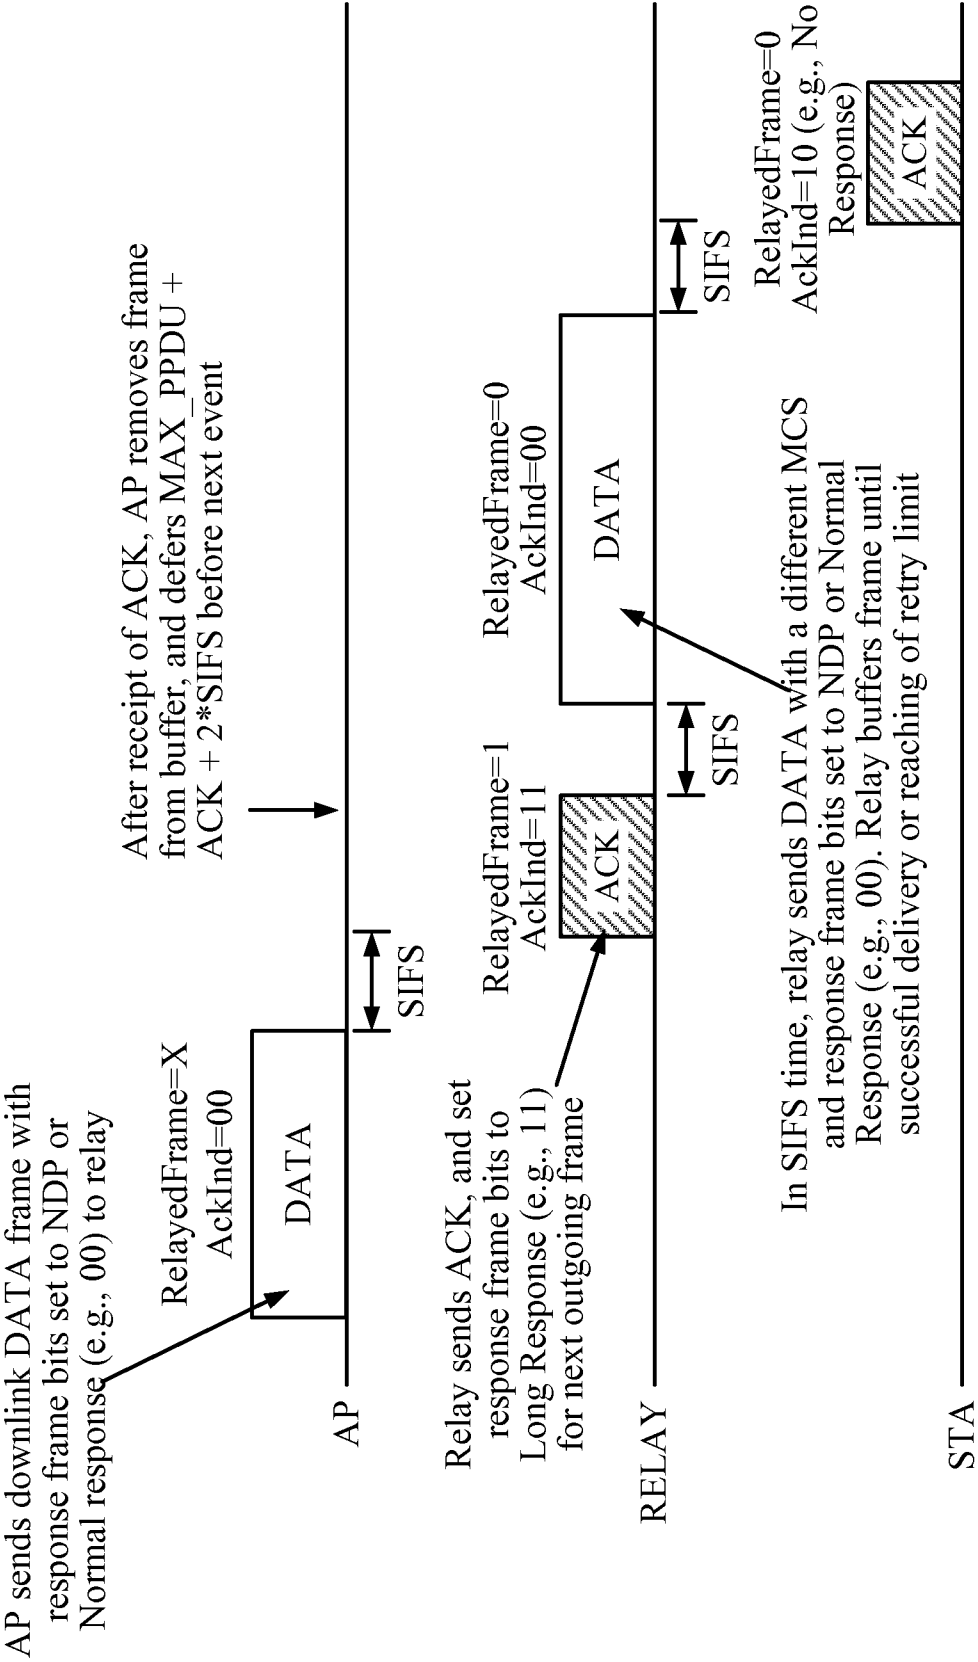 AP sends downlink DATA frame with
response frame bits set to NDP or
Normal response (e.g., 00) to relay
RelayedFrame=X
AckInd=00
DATA
SIFS
After receipt of ACK, AP removes frame
from buffer, and defers MAX_PPDU +
ACK + 2*SIFS before next event
AP
Relay sends ACK, and set
response frame bits to
Long Response (e.g., 11)
for next outgoing frame
RelayedFrame=1
AckInd=11
ACK
SIFS
RelayedFrame=0
AckInd=00
DATA
SIFS
RELAY
In SIFS time, relay sends DATA with a different MCS
and response frame bits set to NDP or Normal
Response (e.g., 00). Relay buffers frame until
successful delivery or reaching of retry limit
RelayedFrame=0
AckInd=10 (e.g., No
Response)
ACK
STA